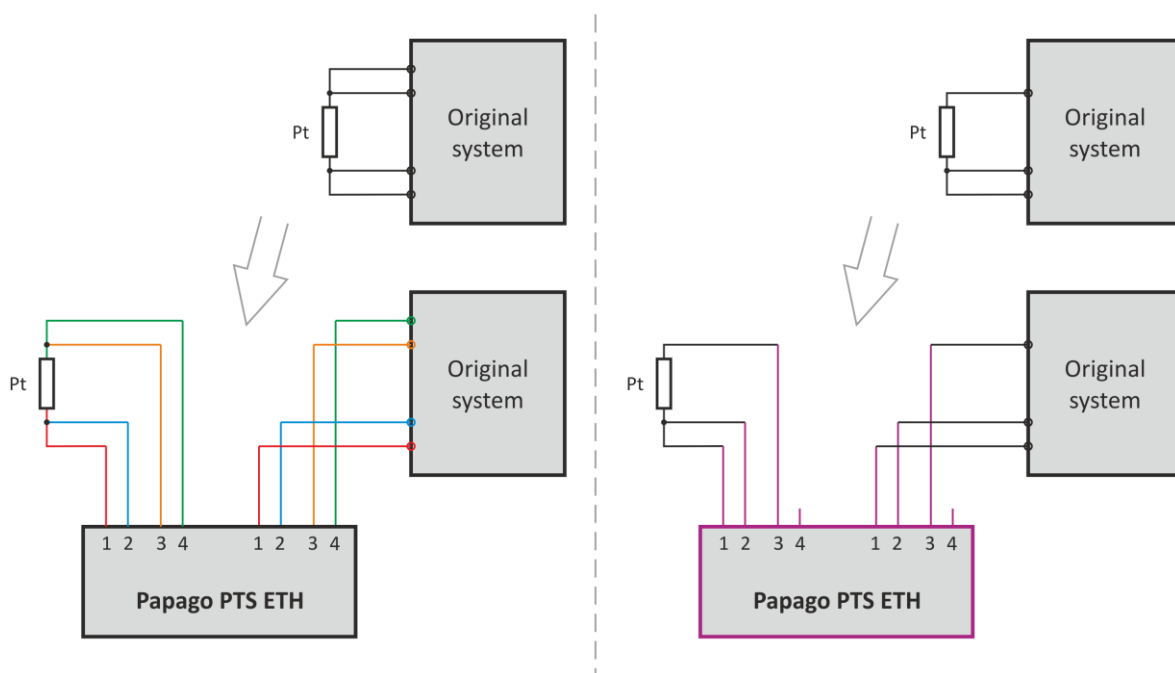 Original
system
Pt
Original
system
Pt
Original
system
Pt
1 2 3 4 1 2 3 4
Papago PTS ETH
Original
system
Pt
1 2 3 4 1 2 3 4
Papago PTS ETH